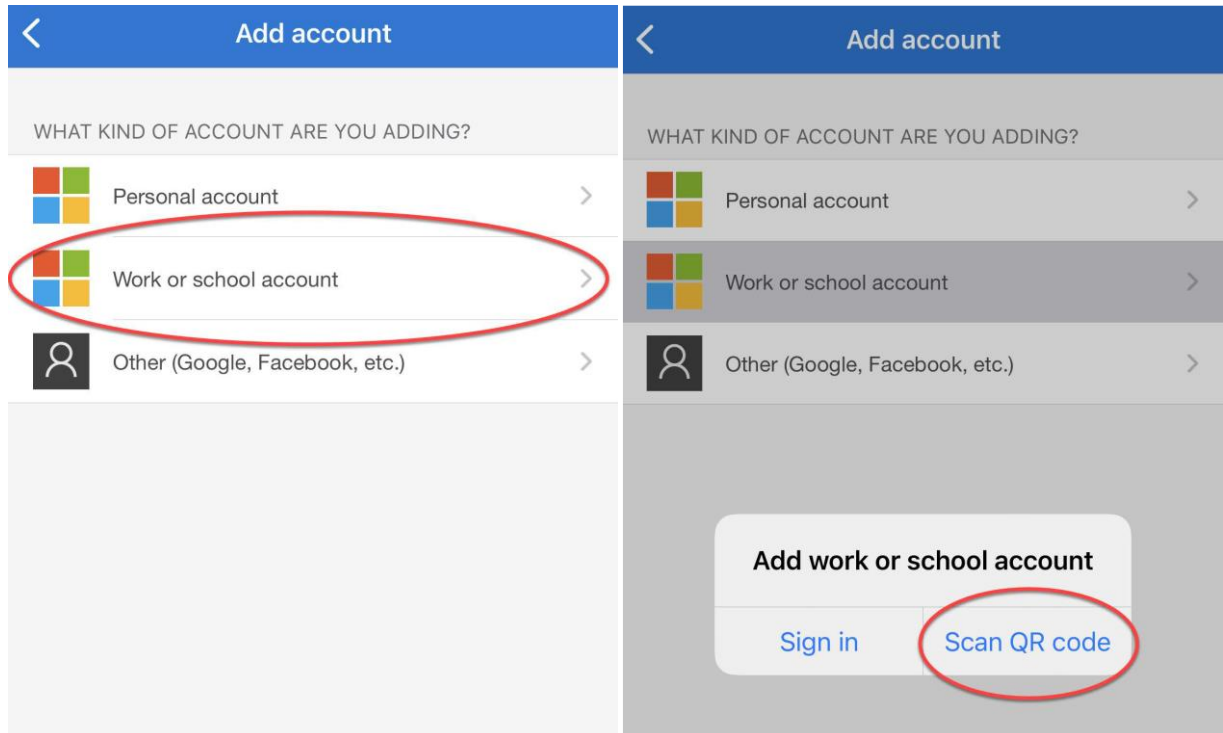 Add account
WHAT KIND OF ACCOUNT ARE YOU ADDING?
Personal account
Work or school account
Other (Google, Facebook, etc.)
Add account
WHAT KIND OF ACCOUNT ARE YOU ADDING?
Personal account
Work or school account
Other (Google, Facebook, etc.)
Add work or school account
Sign in Scan QR code